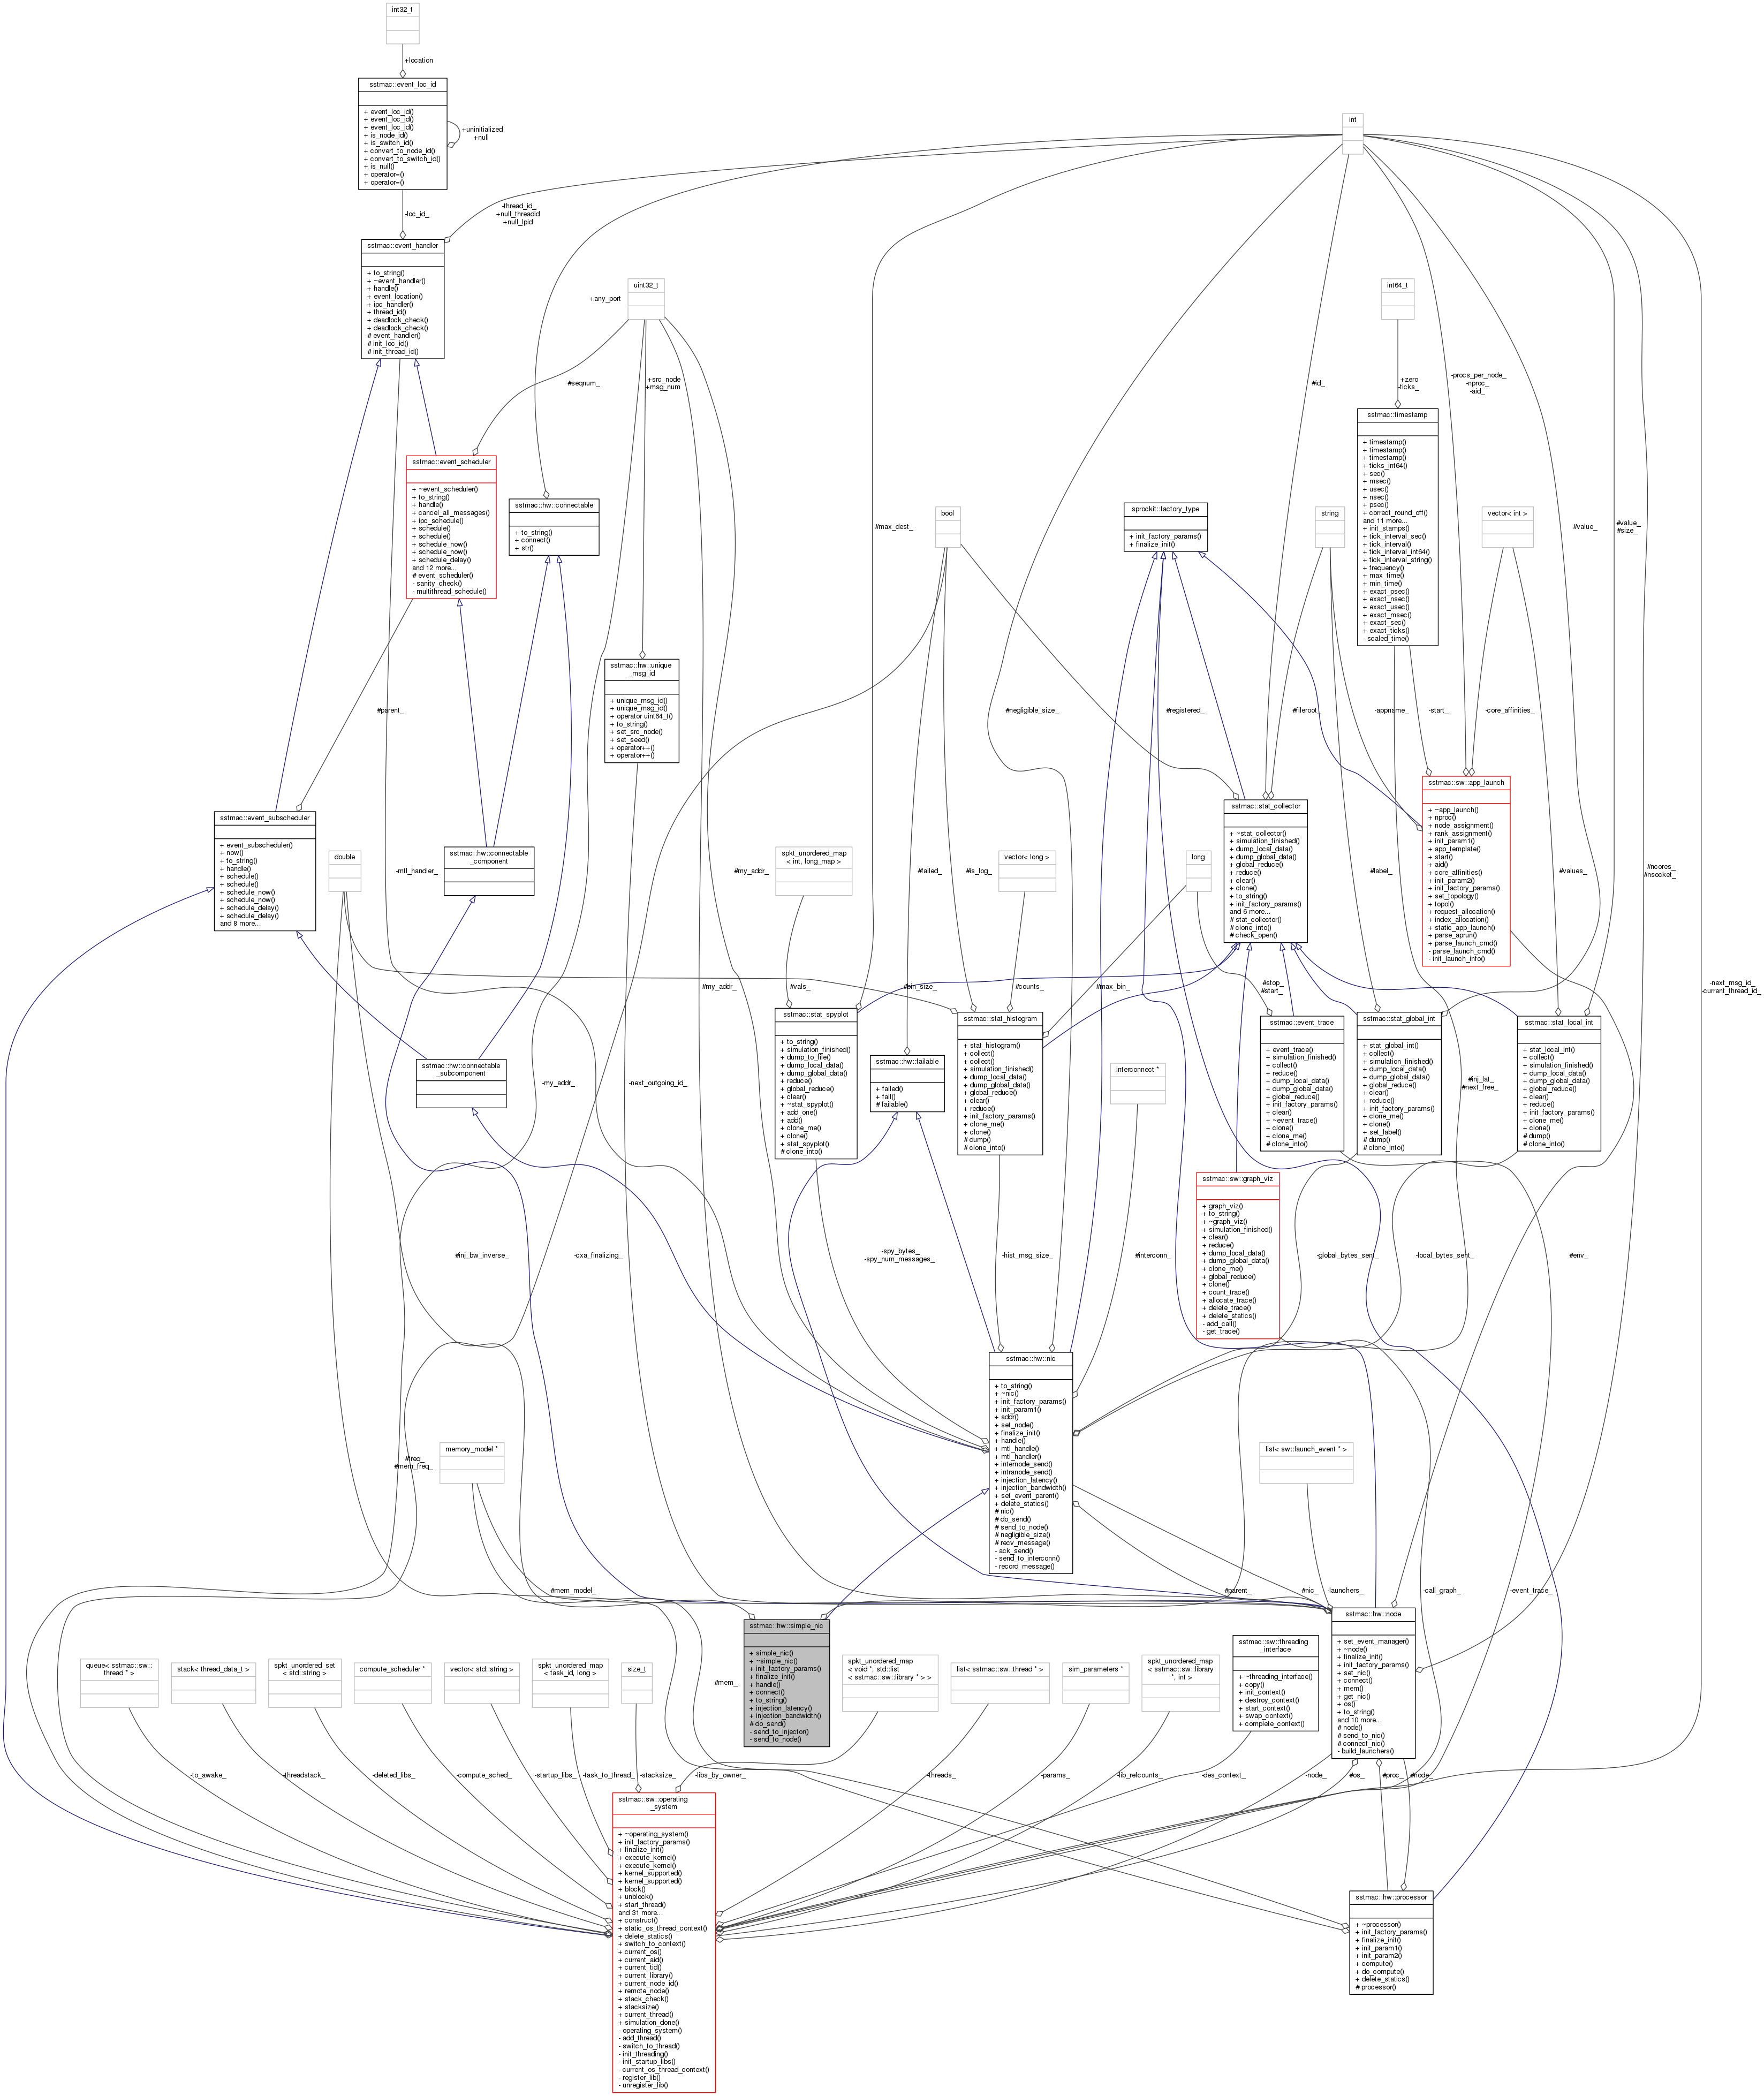 int32_t
+location
sstmac::event_loc_id
+ event_loc_id()
+ event_loc_id()
+ event_loc_id()
+ is_node_id()
+ is_switch_id()
+ convert_to_node_id()
+ convert_to_switch_id()
+ is_null()
+ operator=()
+ operator=()
+uninitialized
+null
int
-loc_id_
-thread_id_
+null_threadid
+null_lpid
sstmac::event_handler
+ to_string()
+ ~event_handler()
+ handle()
+ event_location()
+ ipc_handler()
+ thread_id()
+ deadlock_check()
+ deadlock_check()
# event_handler()
# init_loc_id()
# init_thread_id()
uint32_t
+any_port
int64_t
#seqnum_
+src_node
+msg_num
#id_
-procs_per_node_
-nproc_
-aid_
+zero
-ticks_
sstmac::timestamp
+ timestamp()
+ timestamp()
+ timestamp()
+ ticks_int64()
+ sec()
+ msec()
+ usec()
+ nsec()
+ psec()
+ correct_round_off()
and 11 more...
+ init_stamps()
+ tick_interval_sec()
+ tick_interval()
+ tick_interval_int64()
+ tick_interval_string()
+ frequency()
+ max_time()
+ min_time()
+ exact_psec()
+ exact_nsec()
+ exact_usec()
+ exact_msec()
+ exact_sec()
+ exact_ticks()
- scaled_time()
sstmac::event_scheduler
+ ~event_scheduler()
+ to_string()
+ handle()
+ cancel_all_messages()
+ ipc_schedule()
+ schedule()
+ schedule()
+ schedule_now()
+ schedule_now()
+ schedule_delay()
and 12 more...
# event_scheduler()
- sanity_check()
- multithread_schedule()
sstmac::hw::connectable
+ to_string()
+ connect()
+ str()
#max_dest_
bool
sprockit::factory_type
+ init_factory_params()
+ finalize_init()
string
vector< int >
#value_
#value_
#size_
sstmac::hw::unique
_msg_id
+ unique_msg_id()
+ unique_msg_id()
+ operator uint64_t()
+ to_string()
+ set_src_node()
+ set_seed()
+ operator++()
+ operator++()
#parent_
#negligible_size_
#registered_
#fileroot_
-appname_
-start_
-core_affinities_
sstmac::sw::app_launch
+ ~app_launch()
+ nproc()
+ node_assignment()
+ rank_assignment()
+ init_param1()
+ app_template()
+ start()
+ aid()
+ core_affinities()
+ init_param2()
+ init_factory_params()
+ set_topology()
+ topol()
+ request_allocation()
+ index_allocation()
+ static_app_launch()
+ parse_aprun()
+ parse_launch_cmd()
- parse_launch_cmd()
- init_launch_info()
sstmac::stat_collector
+ ~stat_collector()
+ simulation_finished()
+ dump_local_data()
+ dump_global_data()
+ global_reduce()
+ reduce()
+ clear()
+ clone()
+ to_string()
+ init_factory_params()
and 6 more...
# stat_collector()
# clone_into()
# check_open()
sstmac::event_subscheduler
+ event_subscheduler()
+ now()
+ to_string()
+ handle()
+ schedule()
+ schedule()
+ schedule_now()
+ schedule_now()
+ schedule_delay()
+ schedule_delay()
and 8 more...
double
-mtl_handler_
sstmac::hw::connectable
_component
#my_addr_
spkt_unordered_map
< int, long_map >
#failed_
#is_log_
vector< long >
long
#label_
#values_
#ncores_
#nsocket_
#my_addr_
#vals_
#bin_size_
#counts_
#max_bin_
#stop_
#start_
-next_msg_id_
-current_thread_id_
sstmac::stat_spyplot
+ to_string()
+ simulation_finished()
+ dump_to_file()
+ dump_local_data()
+ dump_global_data()
+ reduce()
+ global_reduce()
+ clear()
+ ~stat_spyplot()
+ add_one()
+ add()
+ clone_me()
+ clone()
+ stat_spyplot()
# clone_into()
sstmac::stat_histogram
+ stat_histogram()
+ collect()
+ collect()
+ simulation_finished()
+ dump_local_data()
+ dump_global_data()
+ global_reduce()
+ clear()
+ reduce()
+ init_factory_params()
+ clone_me()
+ clone()
# dump()
# clone_into()
sstmac::event_trace
+ event_trace()
+ simulation_finished()
+ collect()
+ reduce()
+ dump_local_data()
+ dump_global_data()
+ global_reduce()
+ init_factory_params()
+ clear()
+ ~event_trace()
+ clone()
+ clone_me()
# clone_into()
sstmac::stat_global_int
+ stat_global_int()
+ collect()
+ simulation_finished()
+ dump_local_data()
+ dump_global_data()
+ global_reduce()
+ clear()
+ reduce()
+ init_factory_params()
+ clone_me()
+ clone()
+ set_label()
# dump()
# clone_into()
sstmac::stat_local_int
+ stat_local_int()
+ collect()
+ simulation_finished()
+ dump_local_data()
+ dump_global_data()
+ global_reduce()
+ clear()
+ reduce()
+ init_factory_params()
+ clone_me()
+ clone()
# dump()
# clone_into()
sstmac::hw::connectable
_subcomponent
sstmac::hw::failable
+ failed()
+ fail()
# failable()
interconnect *
-my_addr_
-next_outgoing_id_
#inj_lat_
#next_free_
sstmac::sw::graph_viz
+ graph_viz()
+ to_string()
+ ~graph_viz()
+ simulation_finished()
+ clear()
+ reduce()
+ dump_local_data()
+ dump_global_data()
+ clone_me()
+ global_reduce()
+ clone()
+ count_trace()
+ allocate_trace()
+ delete_trace()
+ delete_statics()
- add_call()
- get_trace()
#inj_bw_inverse_
-cxa_finalizing_
-spy_bytes_
-spy_num_messages_
-hist_msg_size_
#interconn_
-global_bytes_sent_
-local_bytes_sent_
#env_
sstmac::hw::nic
+ to_string()
+ ~nic()
+ init_factory_params()
+ init_param1()
+ addr()
+ set_node()
+ finalize_init()
+ handle()
+ mtl_handle()
+ mtl_handler()
+ internode_send()
+ intranode_send()
+ injection_latency()
+ injection_bandwidth()
+ set_event_parent()
+ delete_statics()
# nic()
# do_send()
# send_to_node()
# negligible_size()
# recv_message()
- ack_send()
- send_to_interconn()
- record_message()
#freq_
#mem_freq_
memory_model *
list< sw::launch_event * >
#mem_model_
#parent_
#nic_
-launchers_
-call_graph_
-event_trace_
sstmac::hw::simple_nic
+ simple_nic()
+ ~simple_nic()
+ init_factory_params()
+ finalize_init()
+ handle()
+ connect()
+ to_string()
+ injection_latency()
+ injection_bandwidth()
# do_send()
- send_to_injector()
- send_to_node()
sstmac::hw::node
+ set_event_manager()
+ ~node()
+ finalize_init()
+ init_factory_params()
+ set_nic()
+ connect()
+ mem()
+ get_nic()
+ os()
+ to_string()
and 10 more...
# node()
# send_to_nic()
# connect_nic()
- build_launchers()
queue< sstmac::sw::
thread * >
stack< thread_data_t >
spkt_unordered_set
< std::string >
compute_scheduler *
vector< std::string >
spkt_unordered_map
< task_id, long >
size_t
#mem_
spkt_unordered_map
< void *, std::list
< sstmac::sw::library * > >
list< sstmac::sw::thread * >
sim_parameters *
spkt_unordered_map
< sstmac::sw::library
*, int >
sstmac::sw::threading
_interface
+ ~threading_interface()
+ copy()
+ init_context()
+ destroy_context()
+ start_context()
+ swap_context()
+ complete_context()
-to_awake_
-threadstack_
-deleted_libs_
-compute_sched_
-startup_libs_
-task_to_thread_
-stacksize_
-libs_by_owner_
-threads_
-params_
-lib_refcounts_
-des_context_
-node_
#os_
#proc_
#node_
sstmac::sw::operating
_system
+ ~operating_system()
+ init_factory_params()
+ finalize_init()
+ execute_kernel()
+ execute_kernel()
+ kernel_supported()
+ kernel_supported()
+ block()
+ unblock()
+ start_thread()
and 31 more...
+ construct()
+ static_os_thread_context()
+ delete_statics()
+ switch_to_context()
+ current_os()
+ current_aid()
+ current_tid()
+ current_library()
+ current_node_id()
+ remote_node()
+ stack_check()
+ stacksize()
+ current_thread()
+ simulation_done()
- operating_system()
- add_thread()
- switch_to_thread()
- init_threading()
- init_startup_libs()
- current_os_thread_context()
- register_lib()
- unregister_lib()
sstmac::hw::processor
+ ~processor()
+ init_factory_params()
+ finalize_init()
+ init_param1()
+ init_param2()
+ compute()
+ do_compute()
+ delete_statics()
# processor()